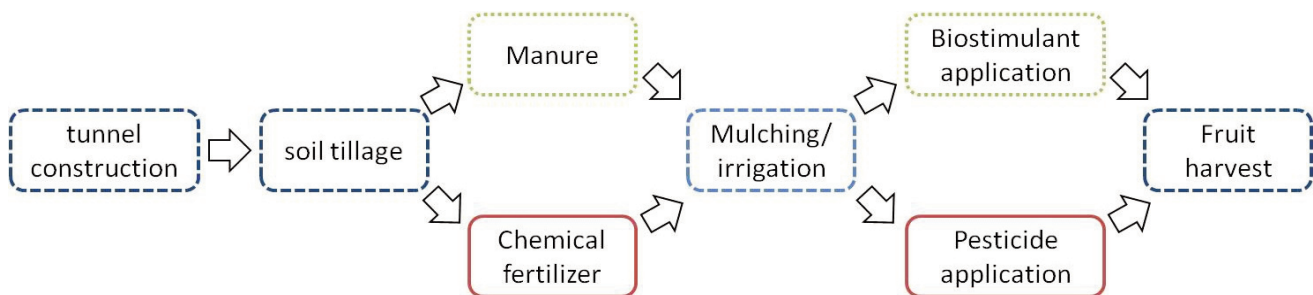 tunnel
construction
soil tillage
Manure
Chemical
fertilizer
Mulching/
irrigation
Biostimulant
application
Pesticide
application
Fruit
harvest